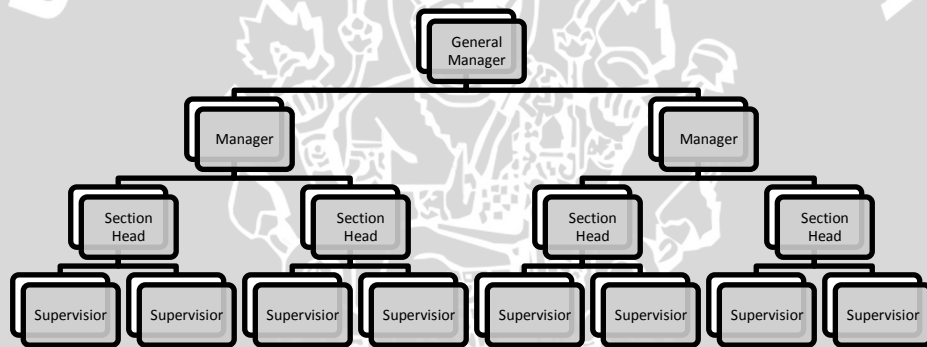 General
Manager
Manager
Manager
Section
Head
Section
Head
Section
Head
Section
Head
Supervisior
Supervisior
Supervisior
Supervisior
Supervisior
Supervisior
Supervisior
Supervisior